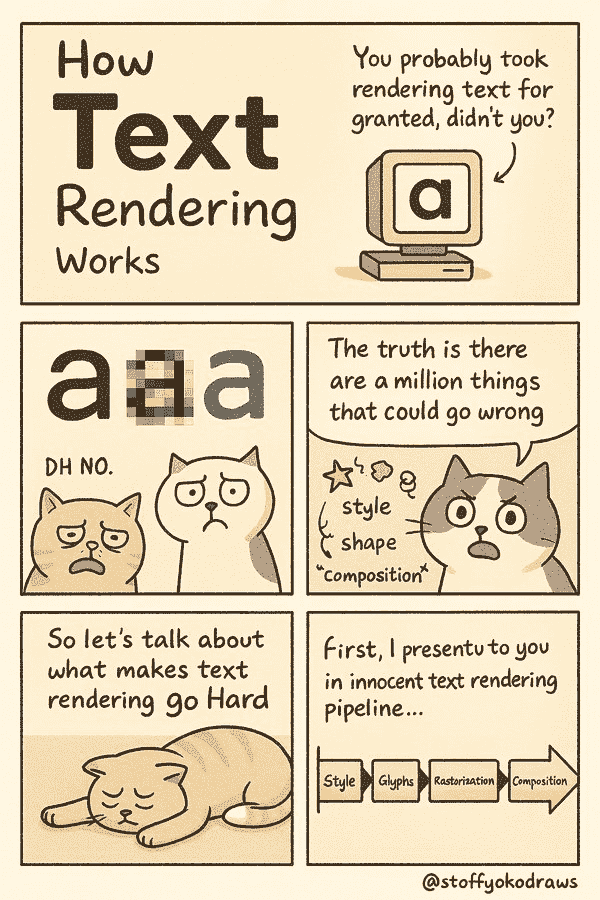 How
Text
Rendering
Works
You probably took
rendering text for
granted, didn't you?
a
a a a
DH NO.
The truth is there
are a million things
that could go wrong
style
shape
"Composition"
So let's talk about
what makes text
rendering go Hard
First, I presentu to you
in innocent text rendering
pipeline...
Style Glyphs Rastorization Composition
@stoffyokodraws